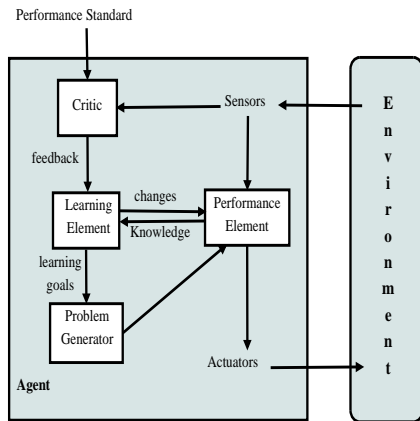 Performance Standard
Critic
Sensors
feedback
Learning
Element
changes
Knowledge
Performance
Element
learning
goals
Problem
Generator
Actuators
Agent
E
n
v
i
r
o
n
m
e
n
t